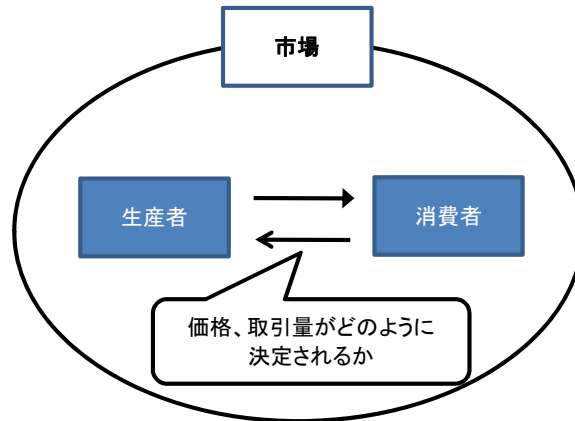 市場
生産者
消費者
価格、取引量がどのように
決定されるか